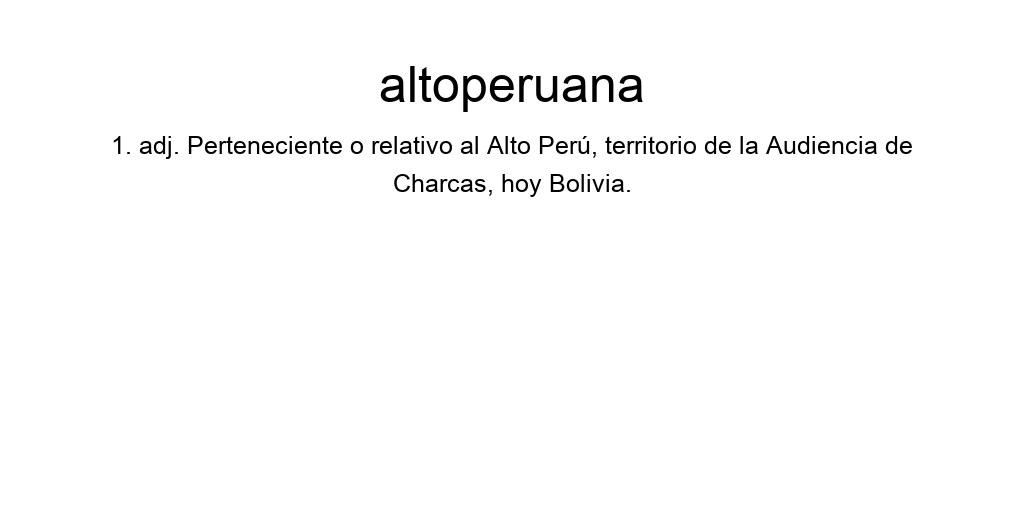 altoperuana
1. adj. Perteneciente o relativo al Alto Perú, territorio de la Audiencia de
Charcas, hoy Bolivia.